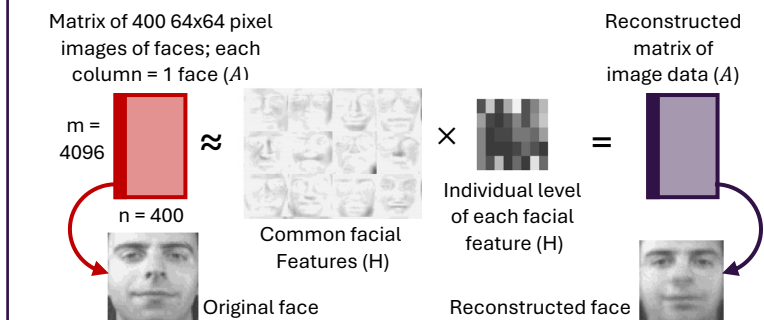 Matrix of 400 64x64 pixel
images of faces; each
column = 1 face (A)
m =
4096
n = 400
≈
Common facial
Features (H)
×
Individual level
of each facial
feature (H)
=
Reconstructed
matrix of
image data (A)
Original face
Reconstructed face